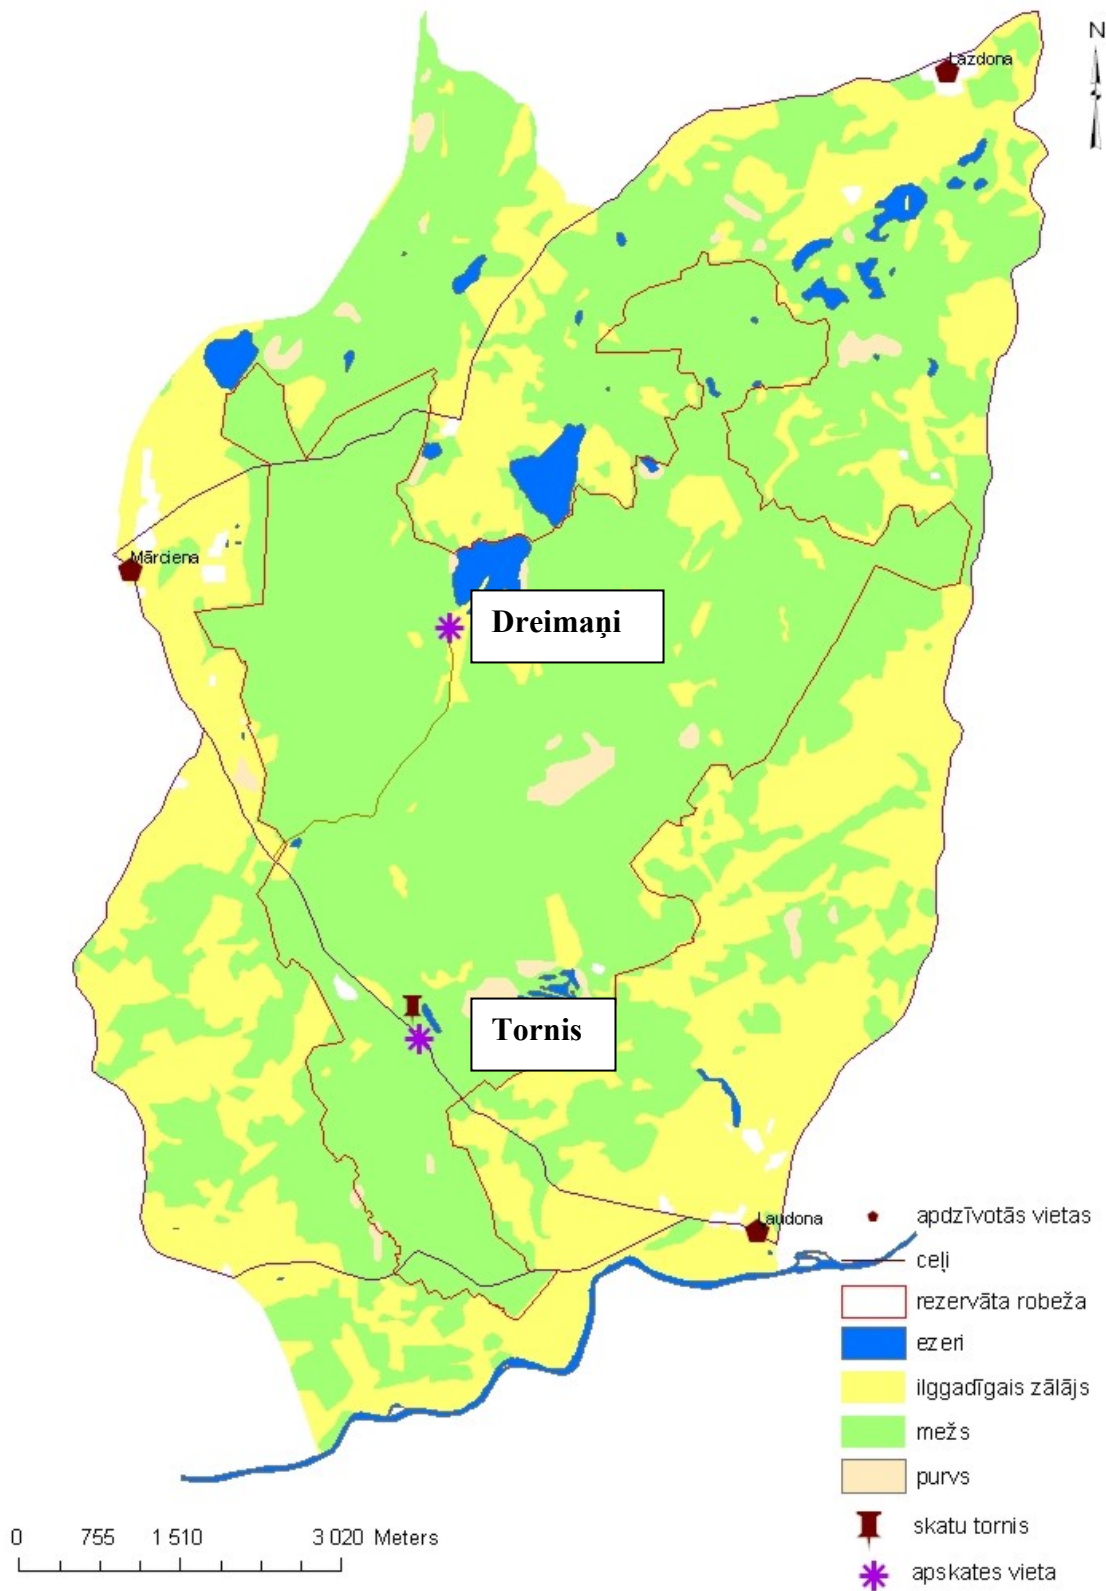 N
Lazdona
Mārciena
Dreimaņi
Tornis
Ļaudona
apdzīvotās vietas
ceļi
rezervāta robeža
ezeri
ilggadīgais zālājs
mežs
purvs
skatu tornis
apskates vieta
0 755 1 510 3 020 Meters